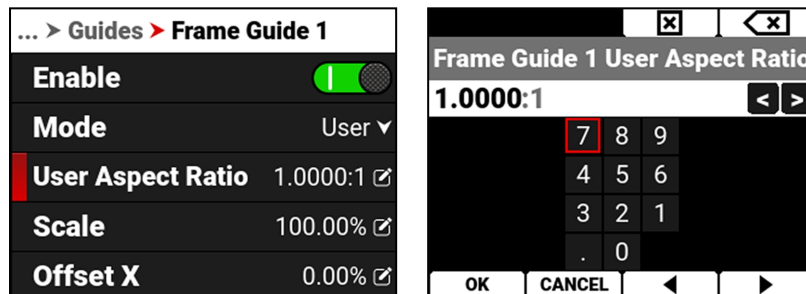 ... > Guides > Frame Guide 1
Enable
Mode User
User Aspect Ratio 1.0000:1
Scale 100.00%
Offset X 0.00%
Frame Guide 1 User Aspect Ratio
1.0000:1 < >
7 8 9
4 5 6
3 2 1
. 0
OK CANCEL